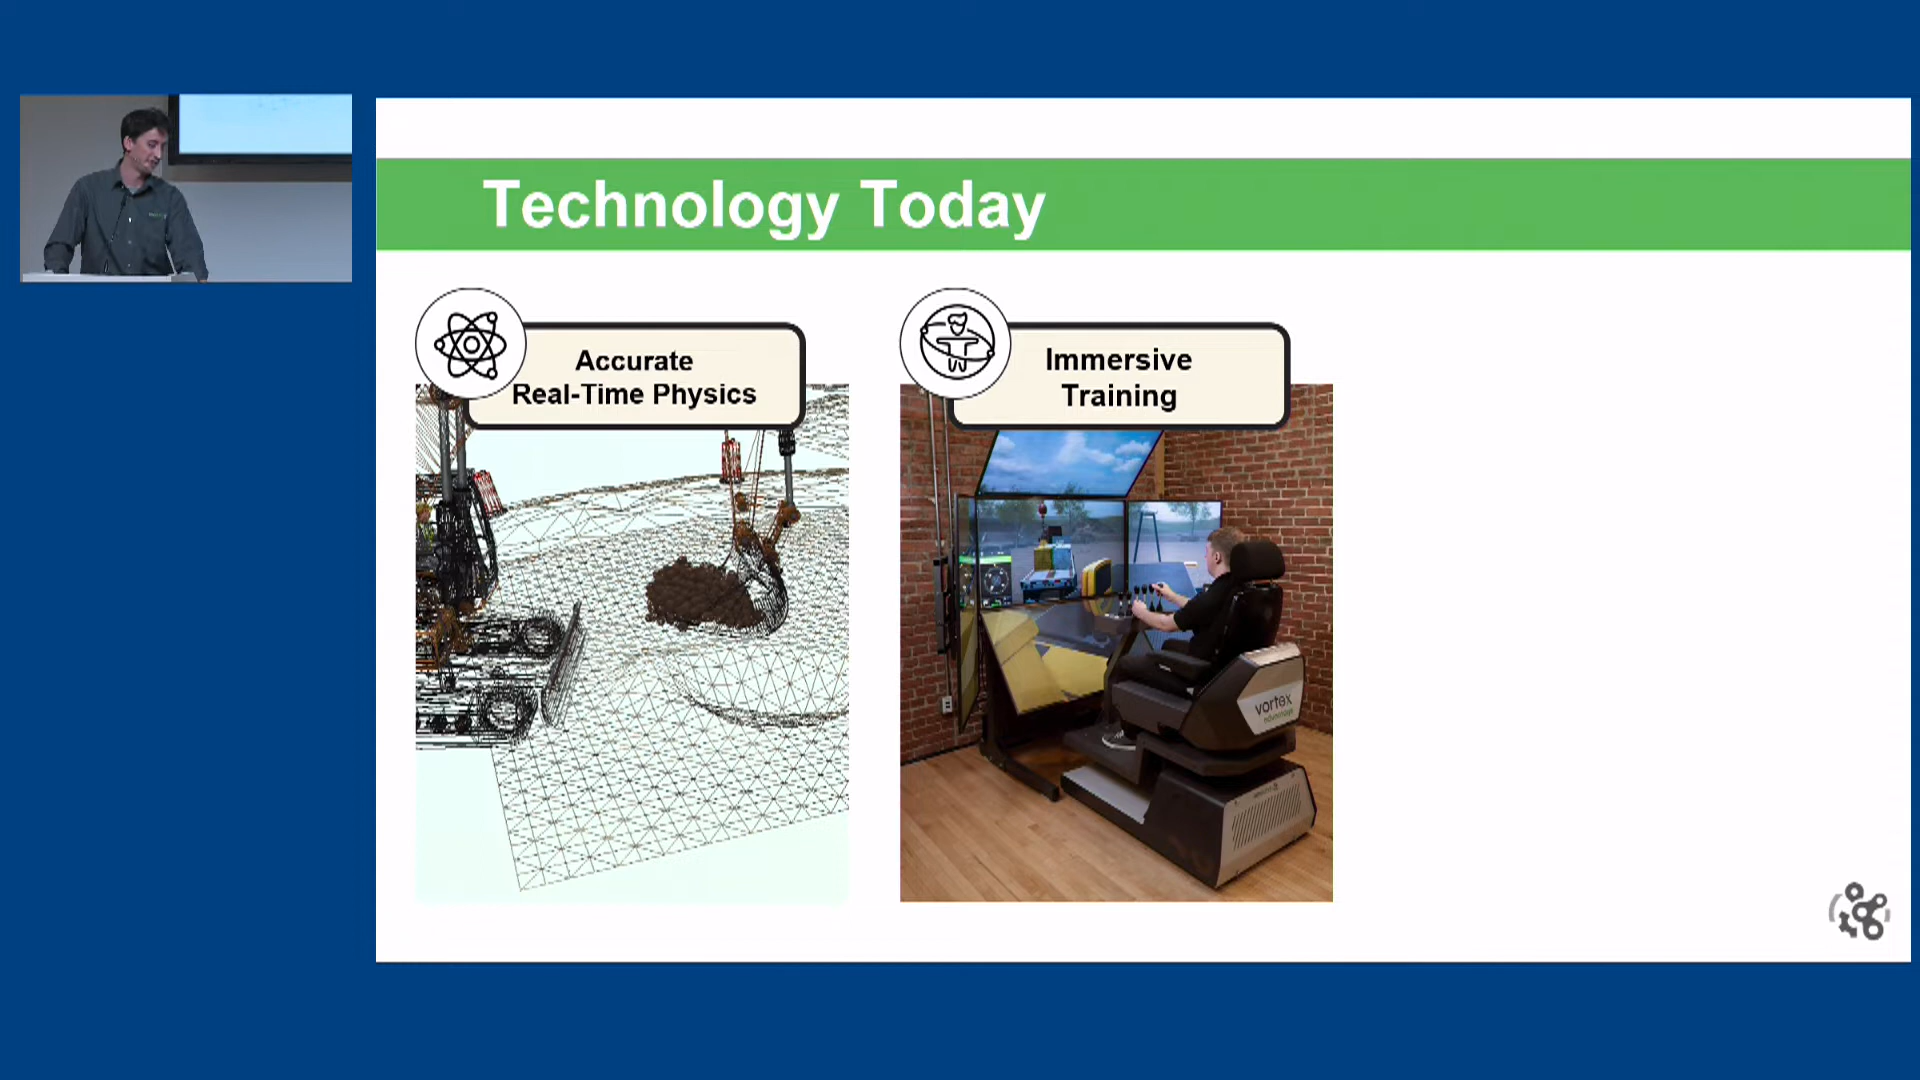 Technology Today
Accurate
Real-Time Physics
Immersive
Training
vortex